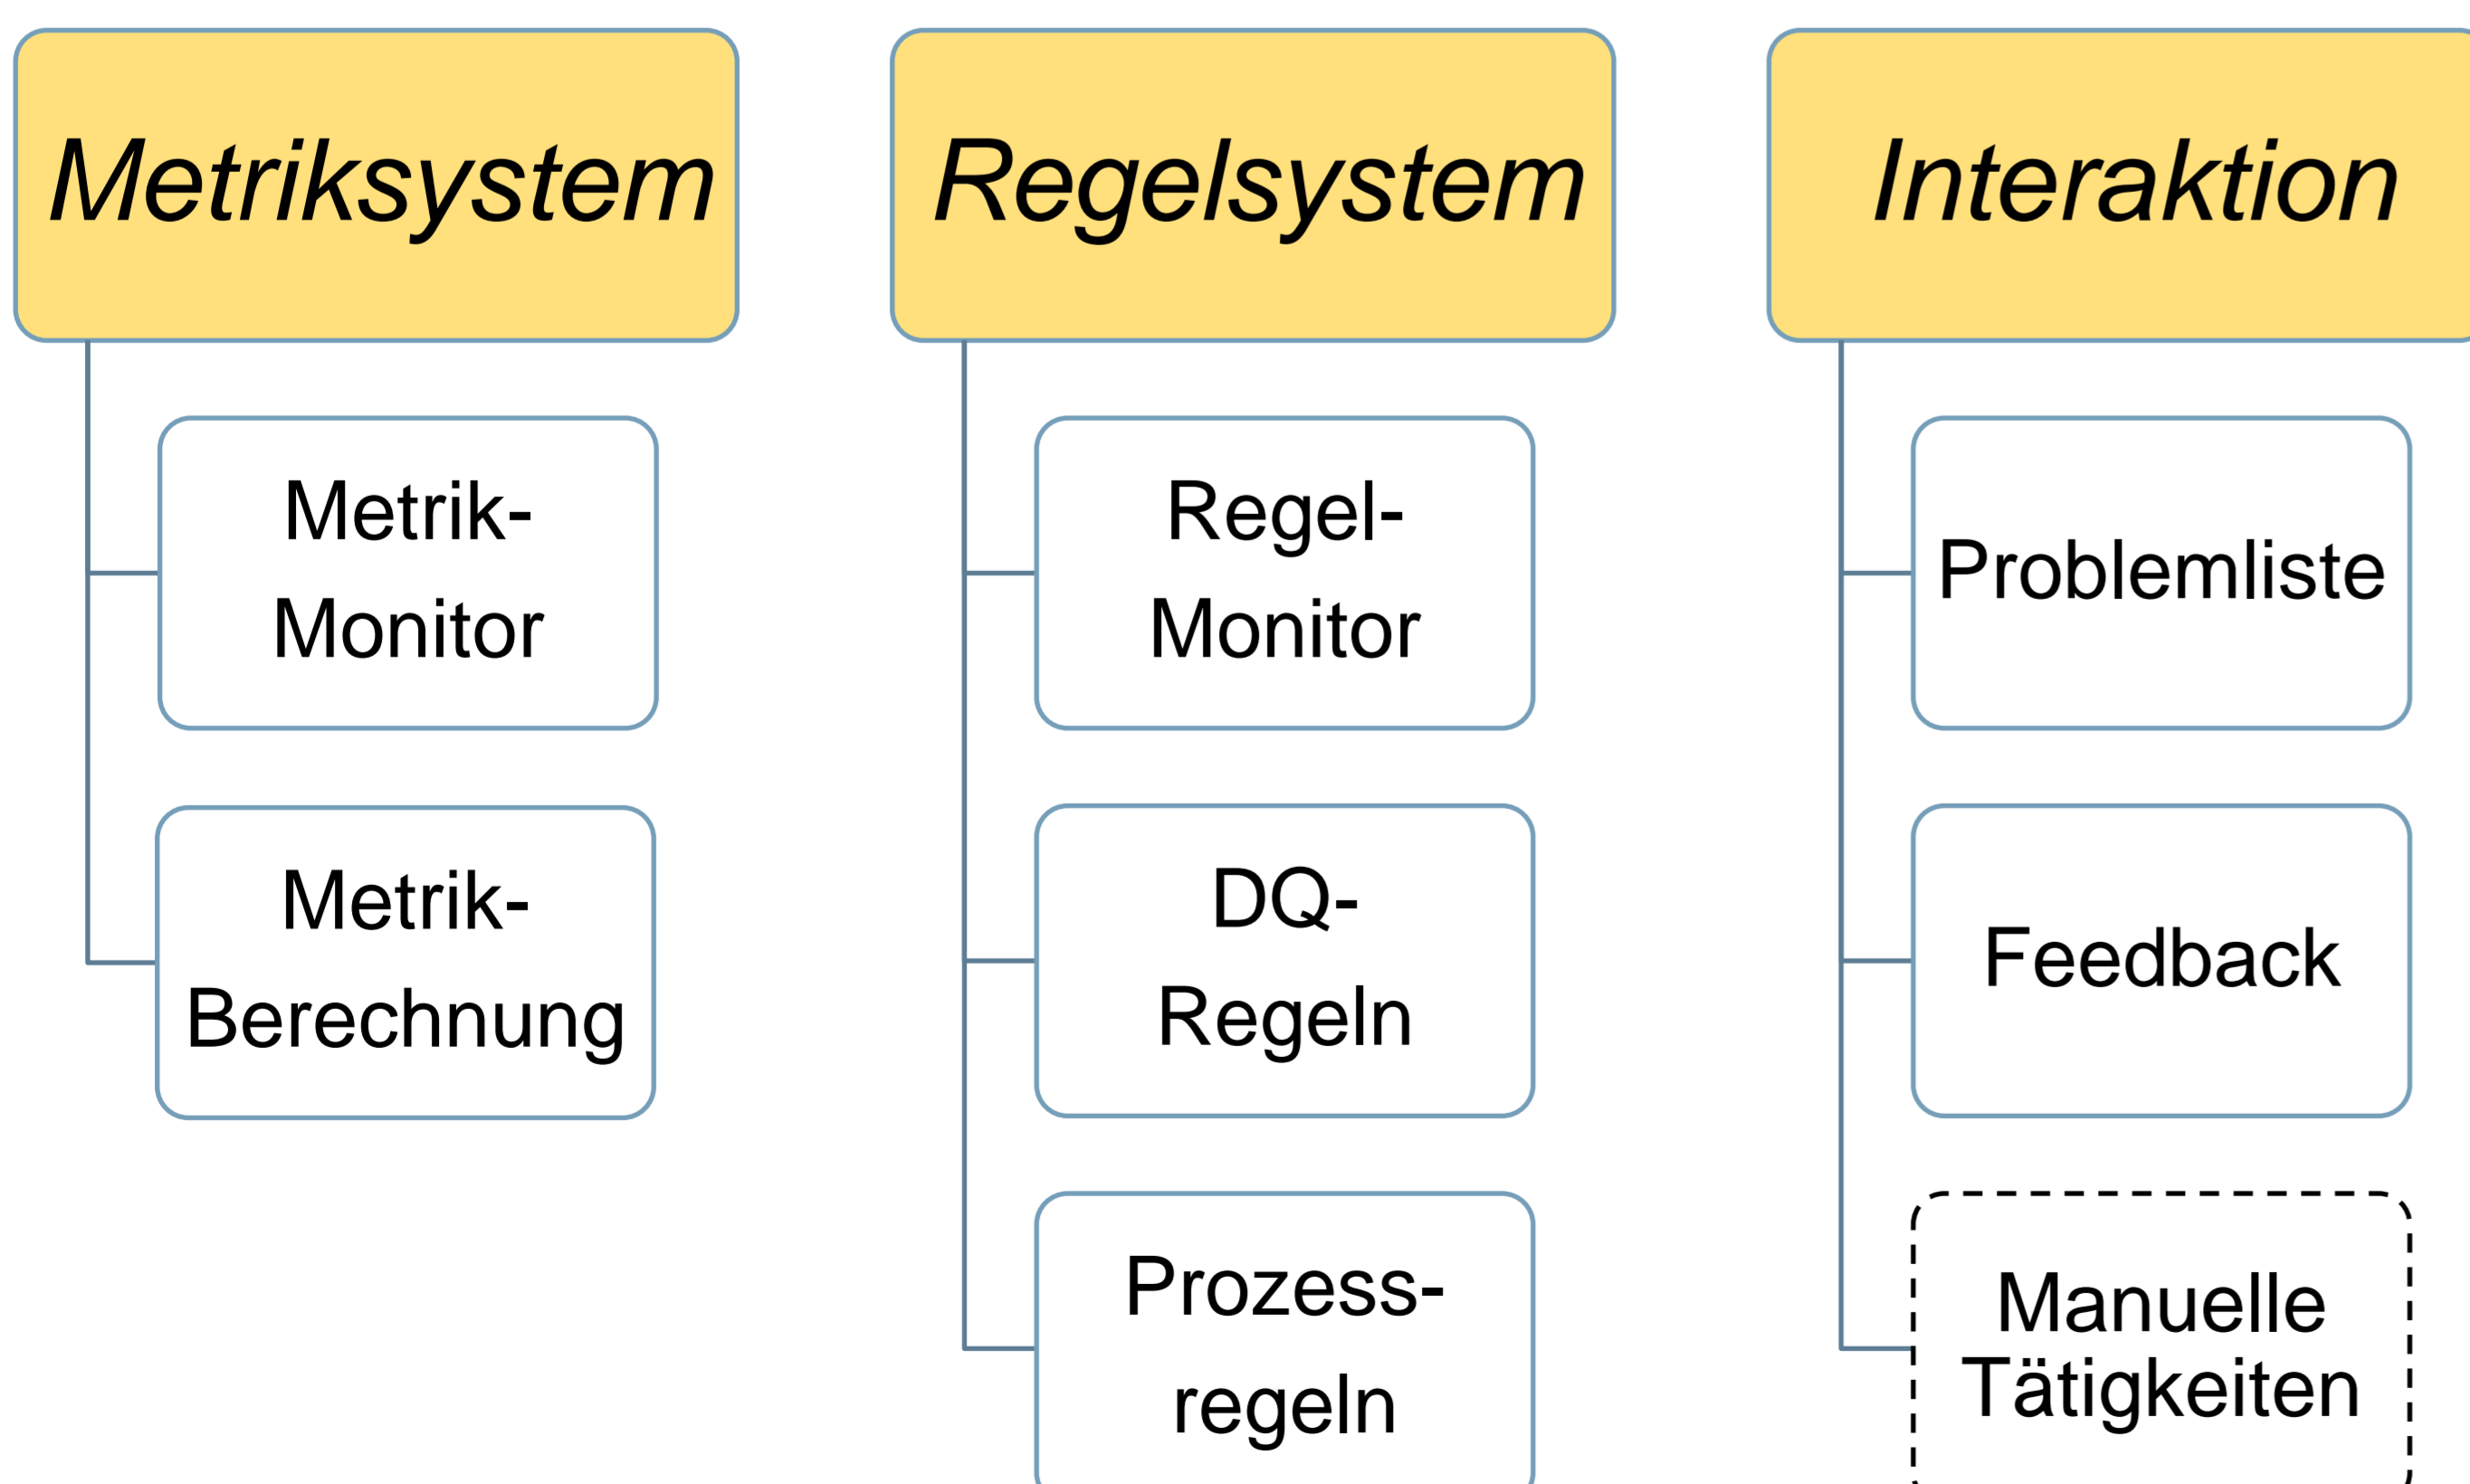 Metriksystem
Metrik-
Monitor
Metrik-
Berechnung
Regelsystem
Regel-
Monitor
DQ-
Regeln
Prozess-
regeln
Interaktion
Problemliste
Feedback
Manuelle
Tätigkeiten